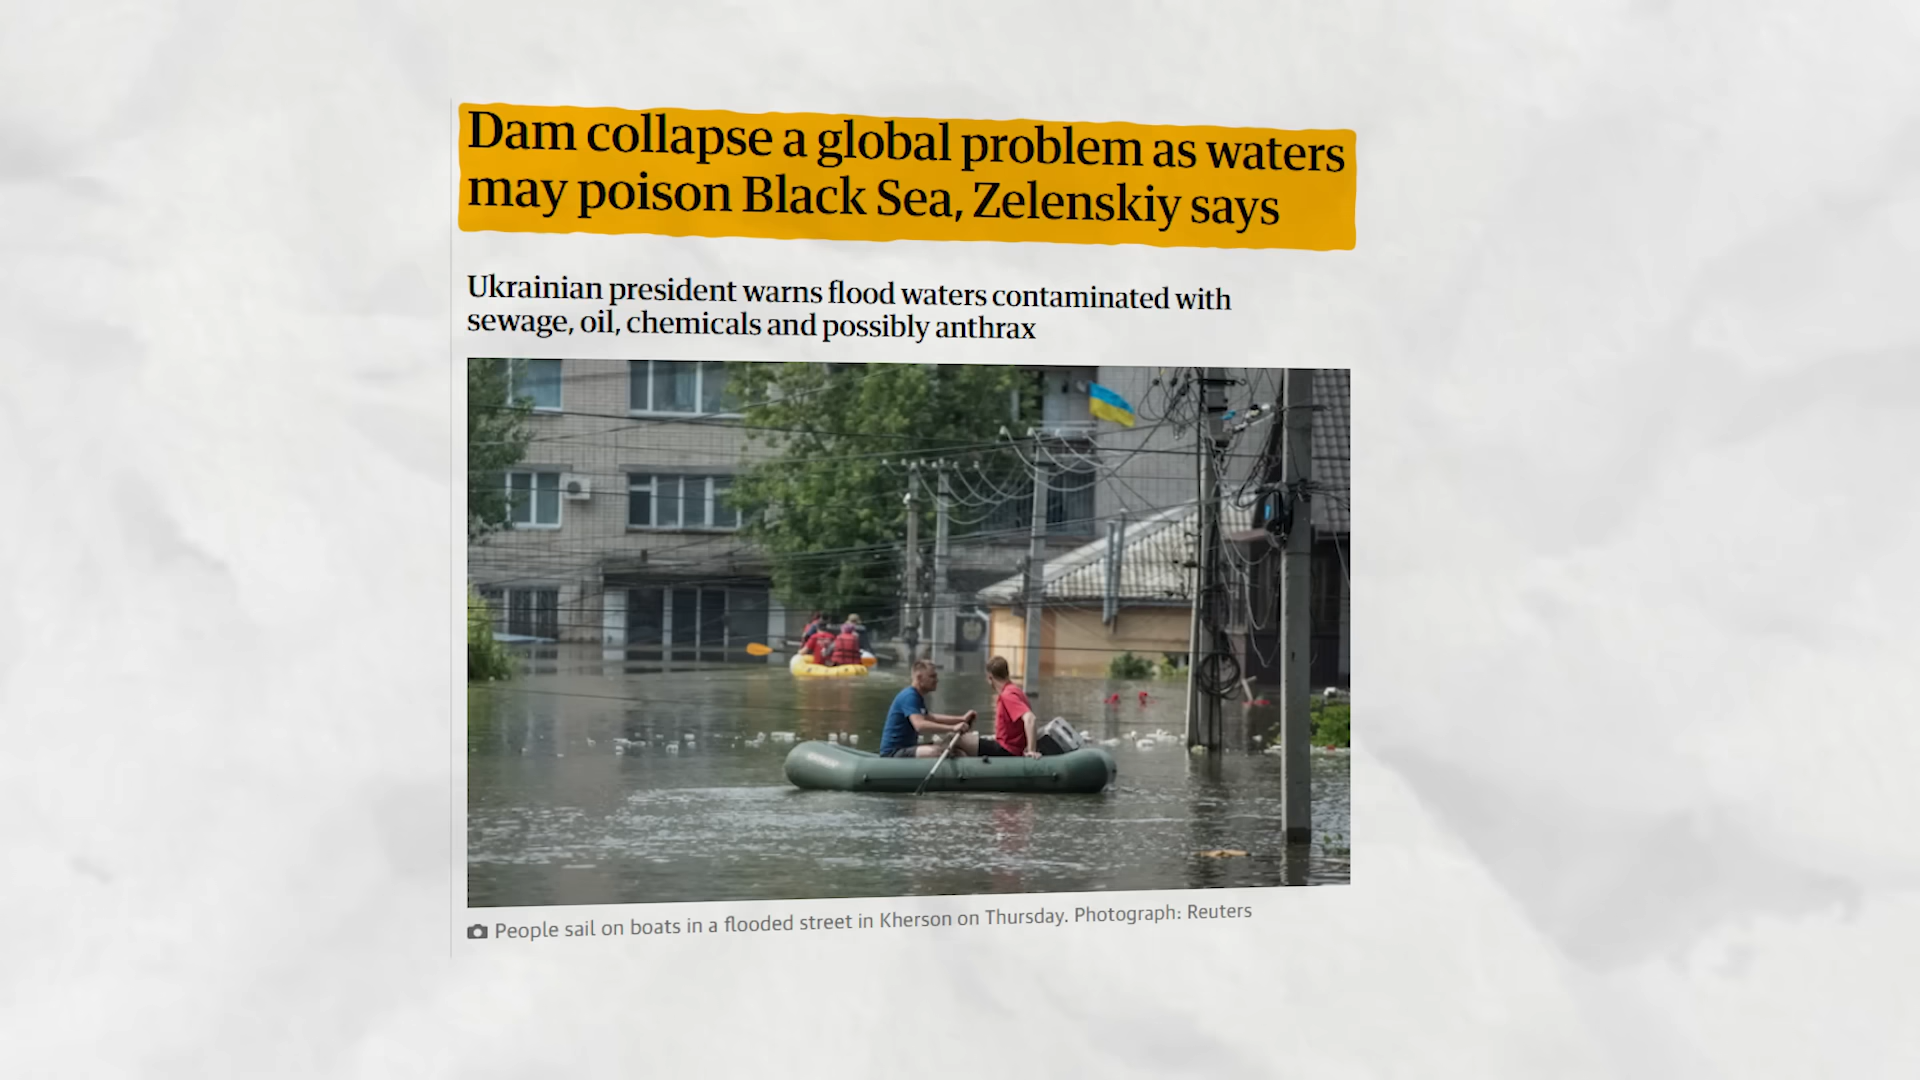 Dam collapse a global problem as waters
may poison Black Sea, Zelenskiy says
Ukrainian president warns flood waters contaminated with
sewage, oil, chemicals and possibly anthrax
People sail on boats in a flooded street in Kherson on Thursday. Photograph: Reuters